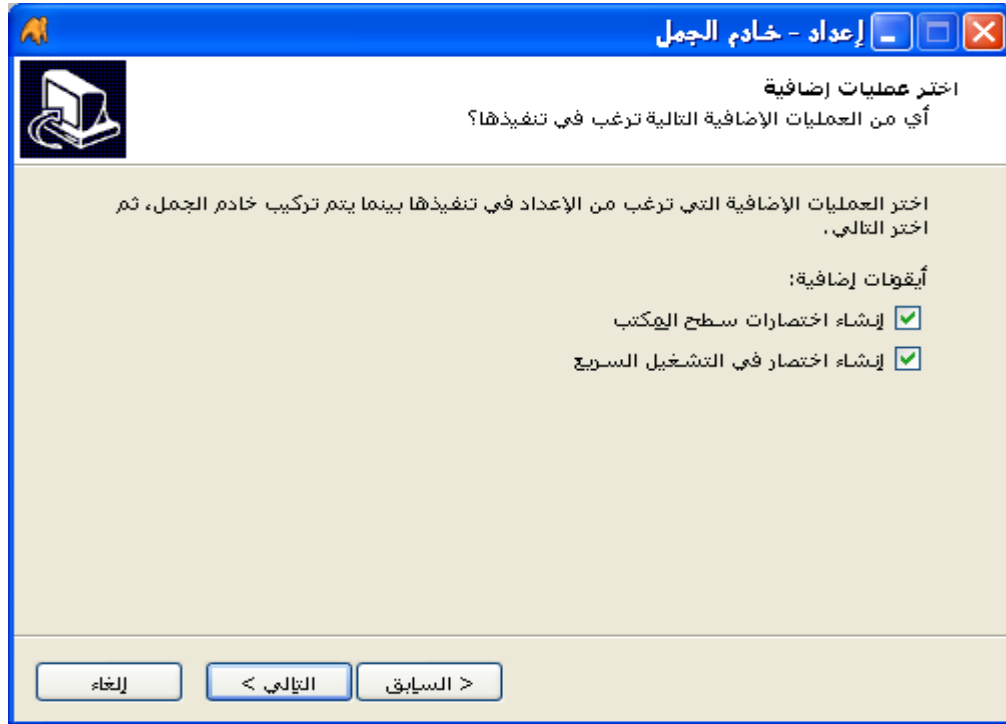 إعداد - خادم الجمل
اختر عمليات إضافية
أي من العمليات الإضافية التالية ترغب في تنفيذها؟
اختر العمليات الإضافية التي ترغب من الإعداد في تنفيذها بينما يتم تركيب خادم الجمل، ثم
اختر التالي.
أيقونات إضافية:
إنشاء اختصارات سطح المكتب
إنشاء اختصار في التشغيل السريع
< السابق
التالي >
إلغاء